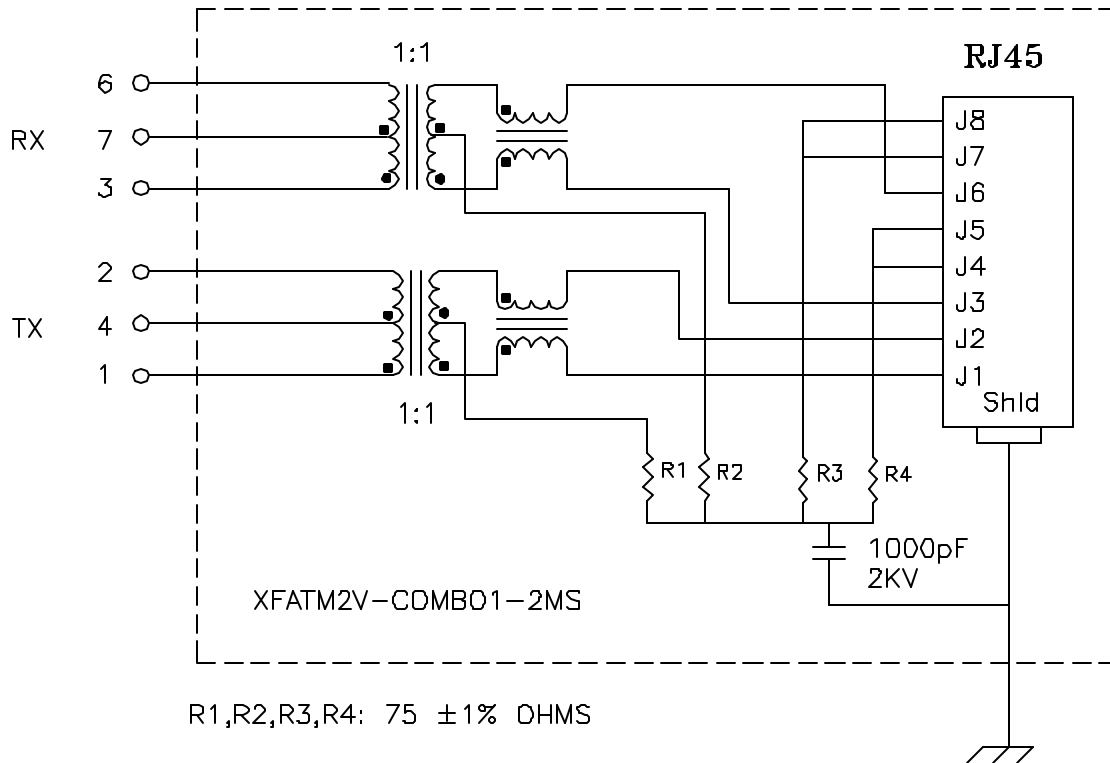 1:1
RJ45
6
RX
7
3
J8
J7
J6
J5
J4
J3
J2
J1
Shld
2
TX
4
1
1:1
R1
R2
R3
R4
1000pF
2KV
XFATM2V-COMBO1-2MS
R1,R2,R3,R4: 75 ±1% OHMS